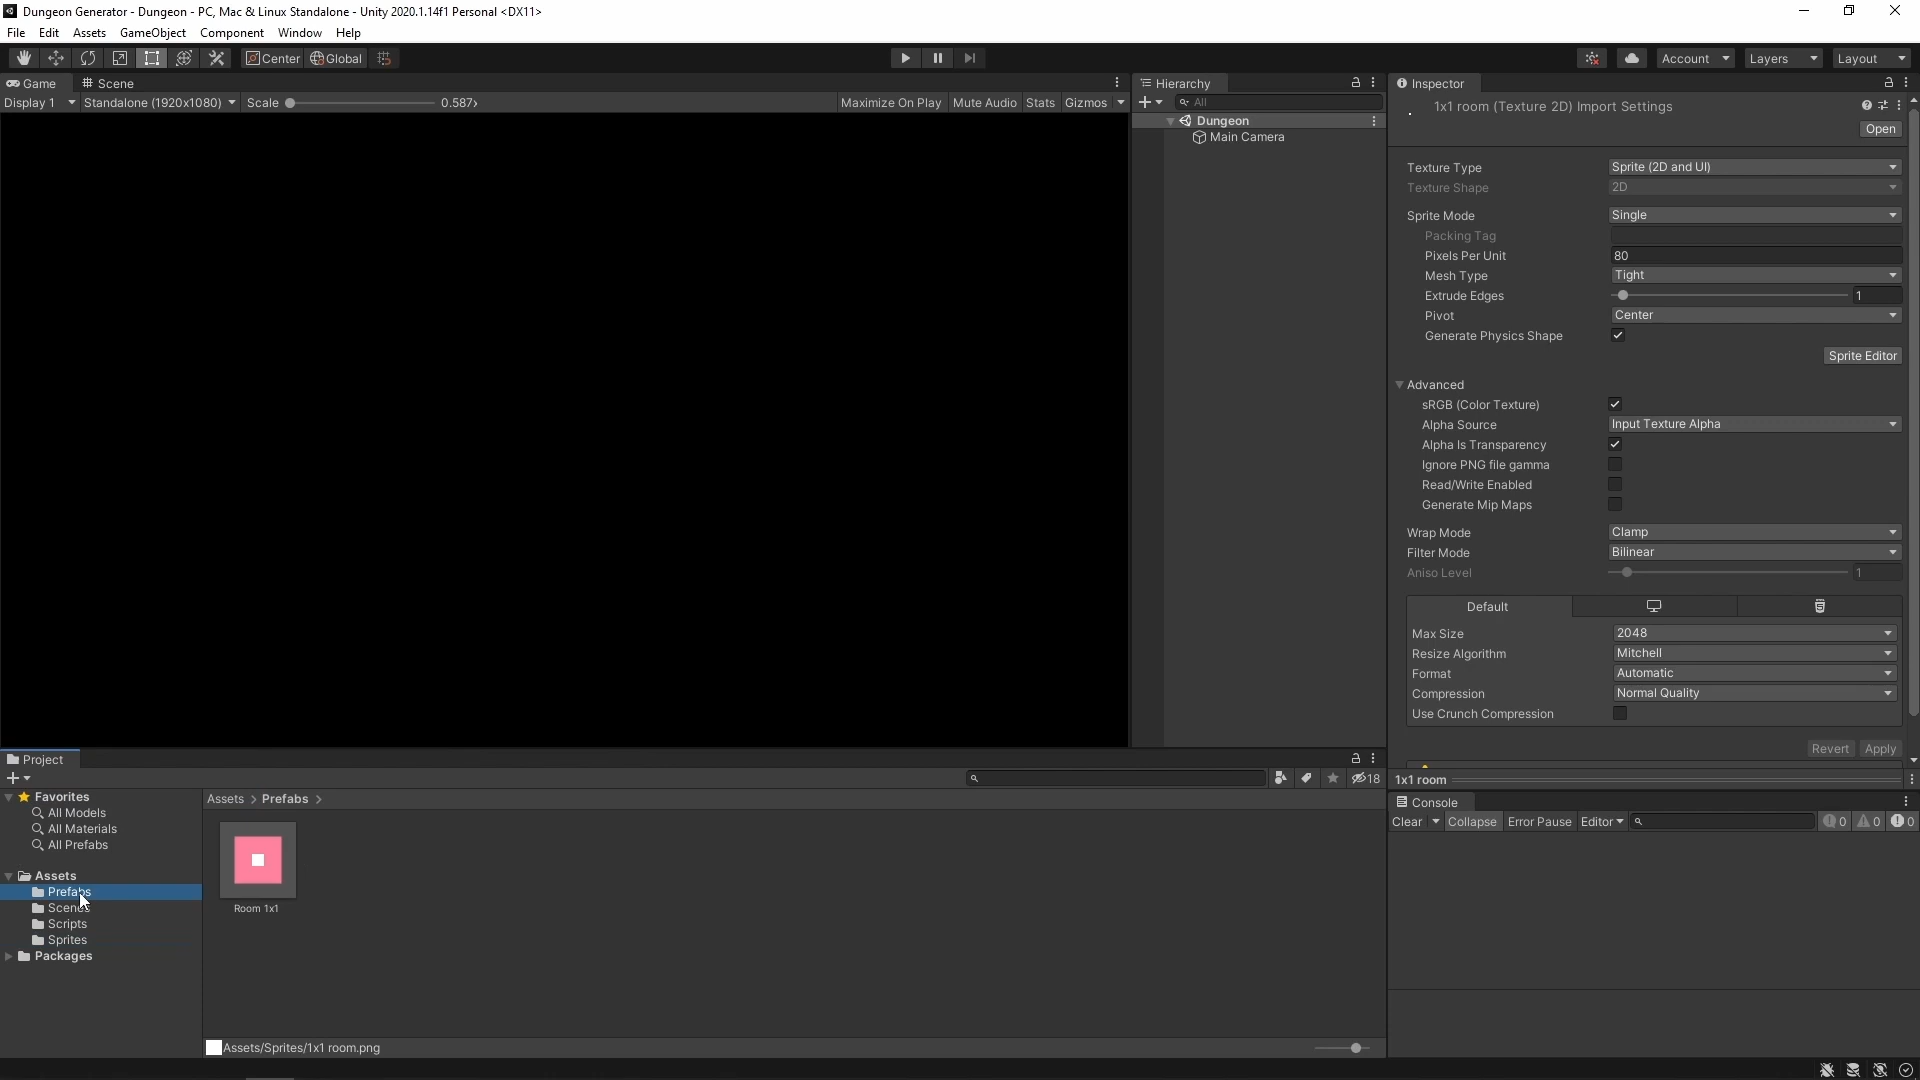 Dungeon Generator - Dungeon - PC, Mac & Linux Standalone - Unity 2020.1.14f1 Personal <DX11>
File Edit Assets GameObject Component Window Help
Center Global Account Layers Layout
Game Scene
Display 1 Standalone (1920x1080) Scale 0.587x Maximize On Play Mute Audio Stats Gizmos
Hierarchy
All
Dungeon
Main Camera
Inspector
1x1 room (Texture 2D) Import Settings
Open
Texture Type Sprite (2D and UI)
Texture Shape 2D
Sprite Mode Single
Packing Tag
Pixels Per Unit 80
Mesh Type Tight
Extrude Edges 1
Pivot Center
Generate Physics Shape
Sprite Editor
Advanced
sRGB (Color Texture)
Alpha Source Input Texture Alpha
Alpha Is Transparency
Ignore PNG file gamma
Read/Write Enabled
Generate Mip Maps
Wrap Mode Clamp
Filter Mode Bilinear
Aniso Level 1
Default
Max Size 2048
Resize Algorithm Mitchell
Format Automatic
Compression Normal Quality
Use Crunch Compression
Revert Apply
1x1 room
Project
18
Favorites
All Models
All Materials
All Prefabs
Assets
Prefabs
Scenes
Scripts
Sprites
Packages
Assets > Prefabs >
Room 1x1
Assets/Sprites/1x1 room.png
Console
Clear Collapse Error Pause Editor 0 0 0